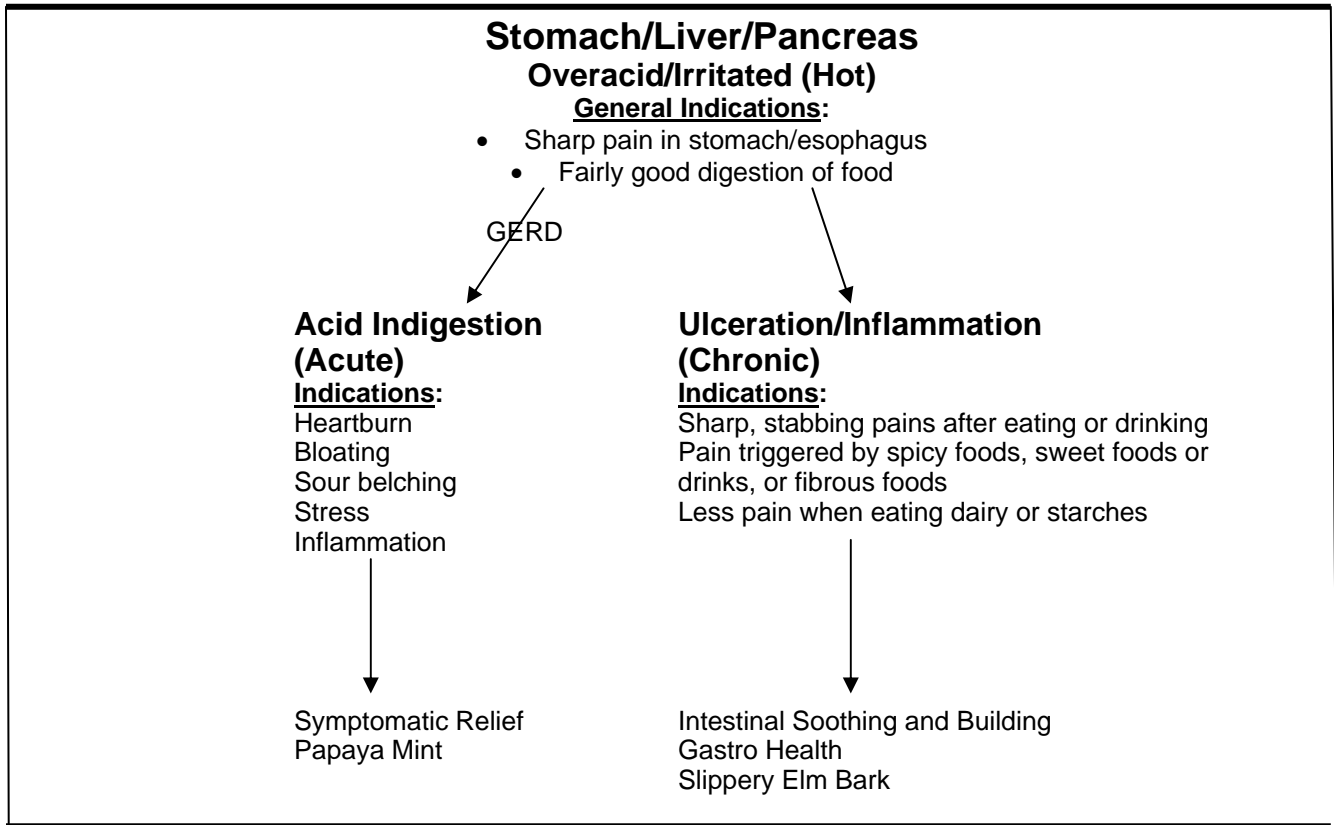 Stomach/Liver/Pancreas
Overacid/Irritated (Hot)
General Indications:
• Sharp pain in stomach/esophagus
• Fairly good digestion of food
GERD
Acid Indigestion
(Acute)
Indications:
Heartburn
Bloating
Sour belching
Stress
Inflammation
Symptomatic Relief
Papaya Mint
Ulceration/Inflammation
(Chronic)
Indications:
Sharp, stabbing pains after eating or drinking
Pain triggered by spicy foods, sweet foods or
drinks, or fibrous foods
Less pain when eating dairy or starches
Intestinal Soothing and Building
Gastro Health
Slippery Elm Bark